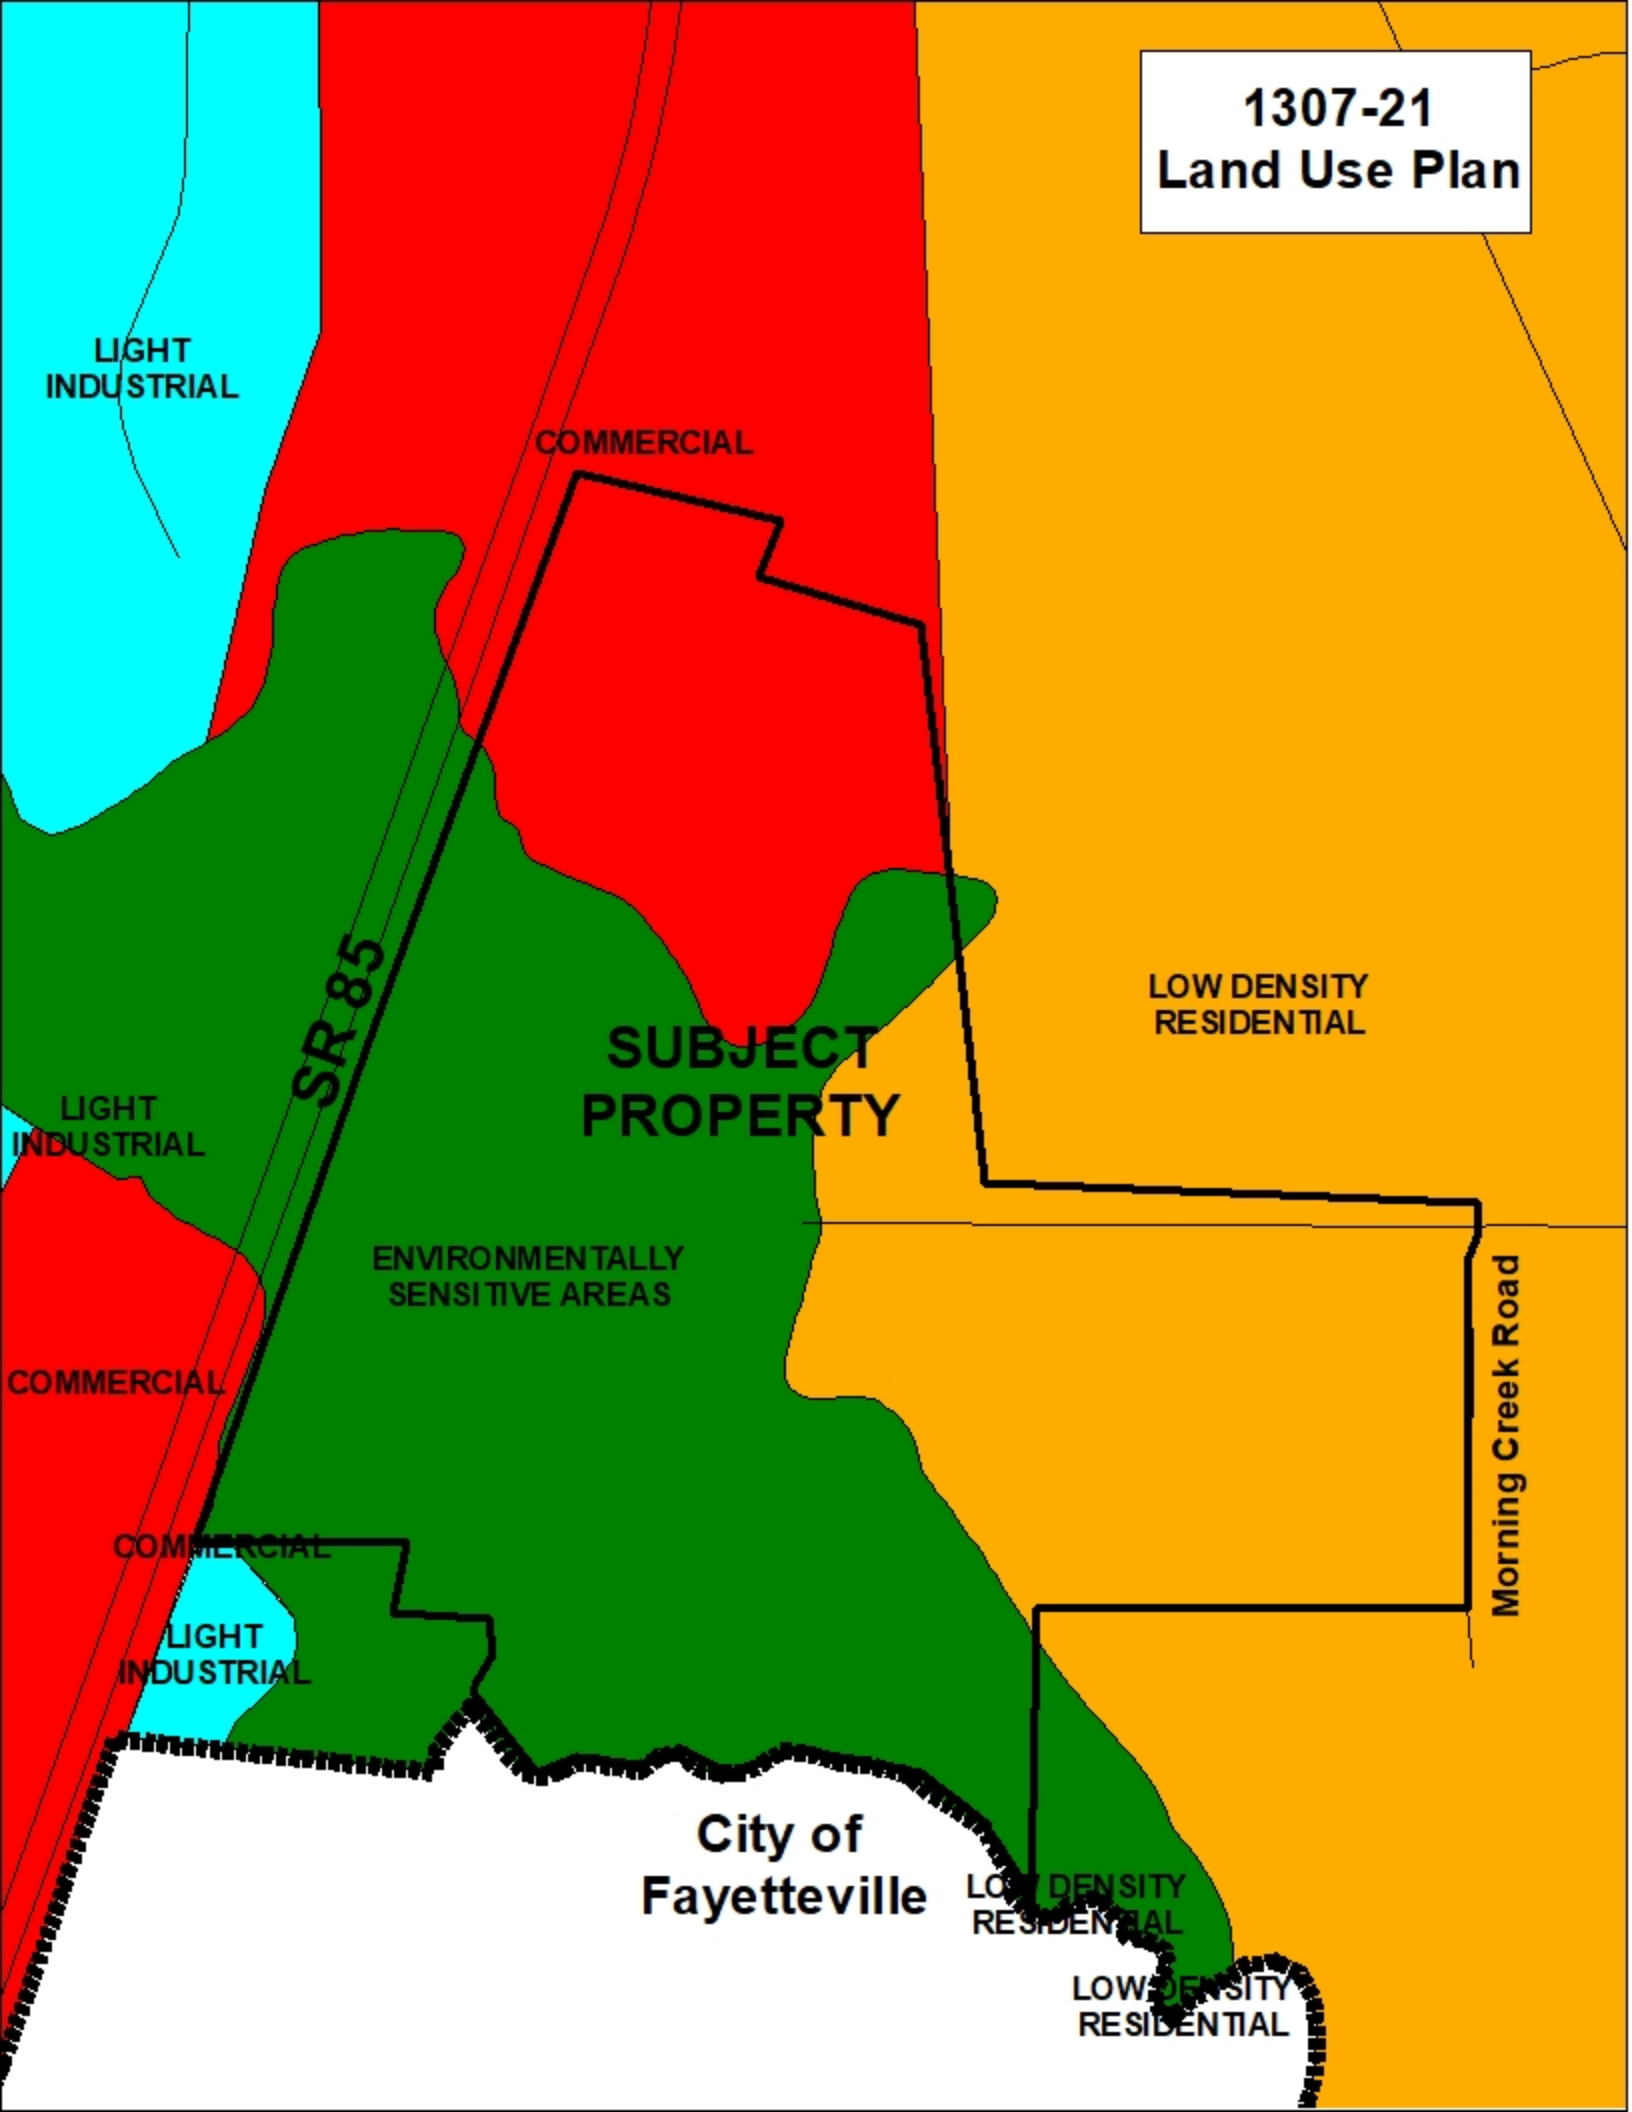 1307-21
Land Use Plan
LIGHT
INDUSTRIAL
COMMERCIAL
LOW DENSITY
RESIDENTIAL
SR 85
SUBJECT
PROPERTY
LIGHT
INDUSTRIAL
ENVIRONMENTALLY
SENSITIVE AREAS
Morning Creek Road
COMMERCIAL
COMMERCIAL
LIGHT
INDUSTRIAL
City of
Fayetteville
LOW DENSITY
RESIDENTIAL
LOW DENSITY
RESIDENTIAL